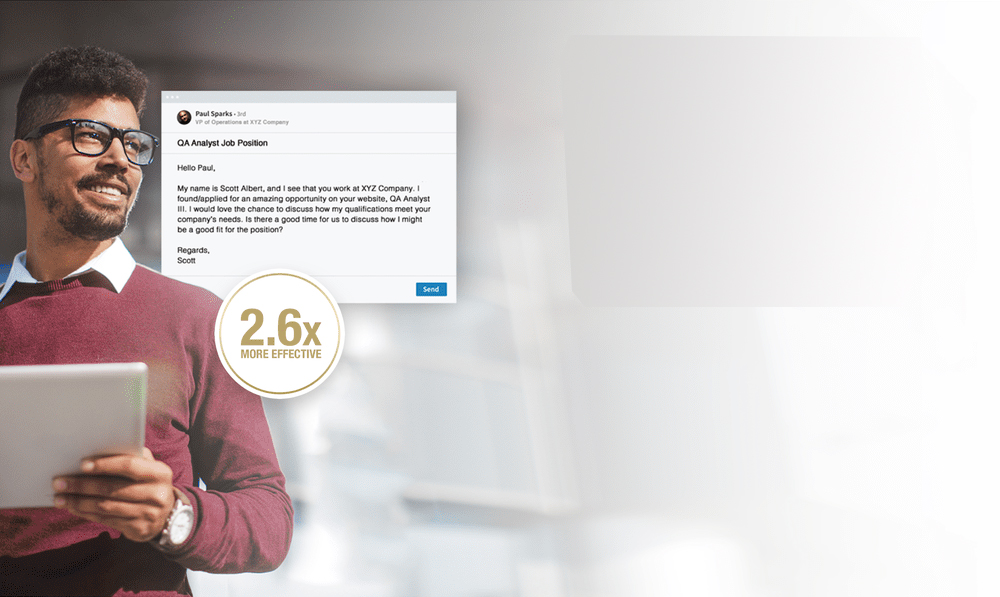 Paul Sparks • 3rd
VP of Operations at XYZ Company
QA Analyst Job Position
Hello Paul,
My name is Scott Albert, and I see that you work at XYZ Company. I
found/applied for an amazing opportunity on your website, QA Analyst
III. I would love the chance to discuss how my qualifications meet your
company's needs. Is there a good time for us to discuss how I might
be a good fit for the position?
Regards,
Scott
Send
2.6x
MORE EFFECTIVE